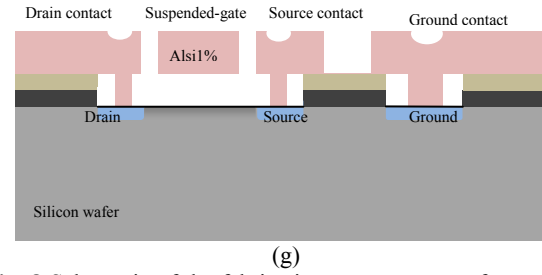 Drain contact Suspended-gate Source contact Ground contact
Alsi1%
Drain Source Ground
Silicon wafer
(g)